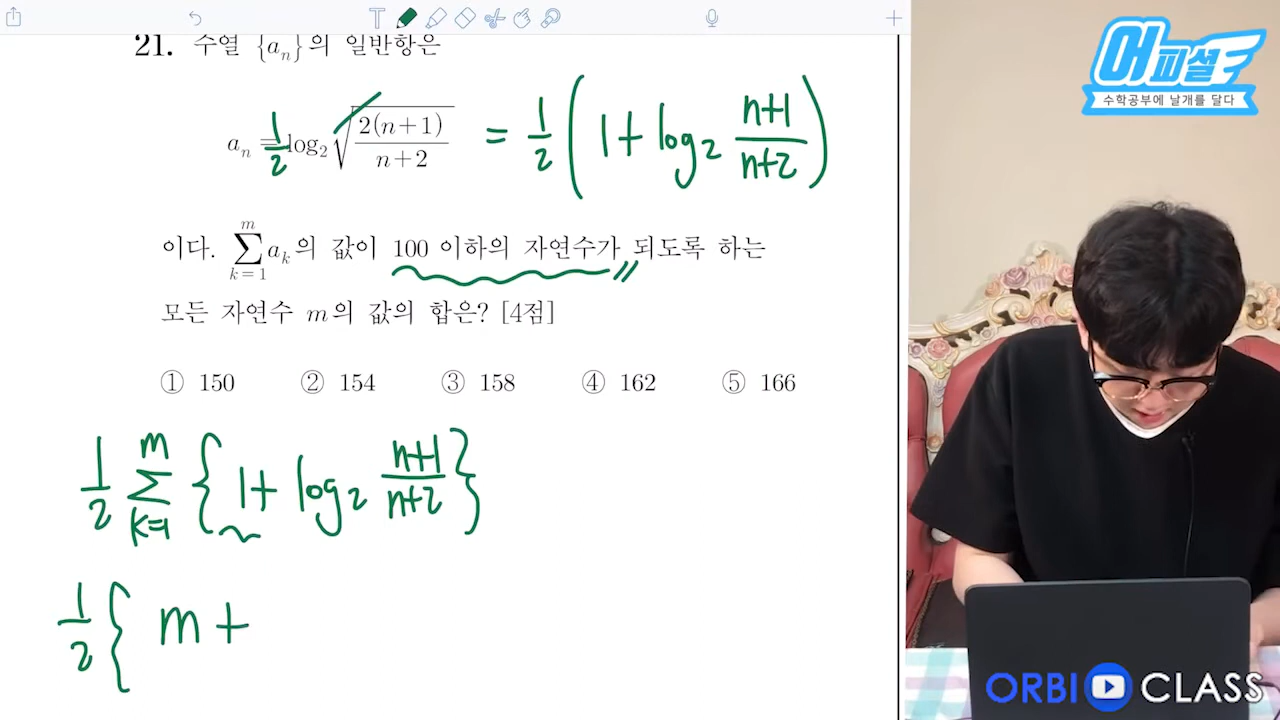 21. 수열 {aₙ}의 일반항은
어피셜
수학공부에 날개를 달다
aₙ = ½ log₂ √(2(n+1)/(n+2)) = ½ (1 + log₂ (n+1)/(n+2))
이다. ∑_{k=1}^{m} aₖ의 값이 100 이하의 자연수가 되도록 하는
모든 자연수 m의 값의 합은? [4점]
① 150 ② 154 ③ 158 ④ 162 ⑤ 166
½ ∑_{k=1}^{m} { 1 + log₂ (n+1)/(n+2) }
½ { m +
ORBI CLASS